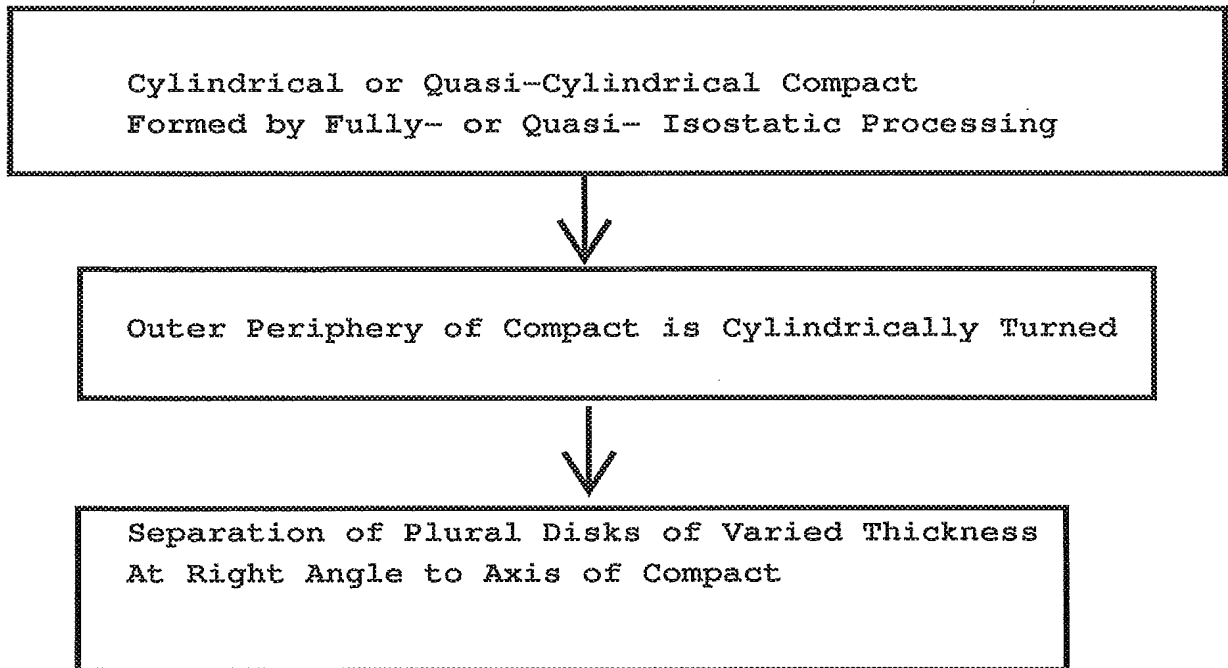 Cylindrical or Quasi-Cylindrical Compact
Formed by Fully- or Quasi- Isostatic Processing
Outer Periphery of Compact is Cylindrically Turned
Separation of Plural Disks of Varied Thickness
At Right Angle to Axis of Compact